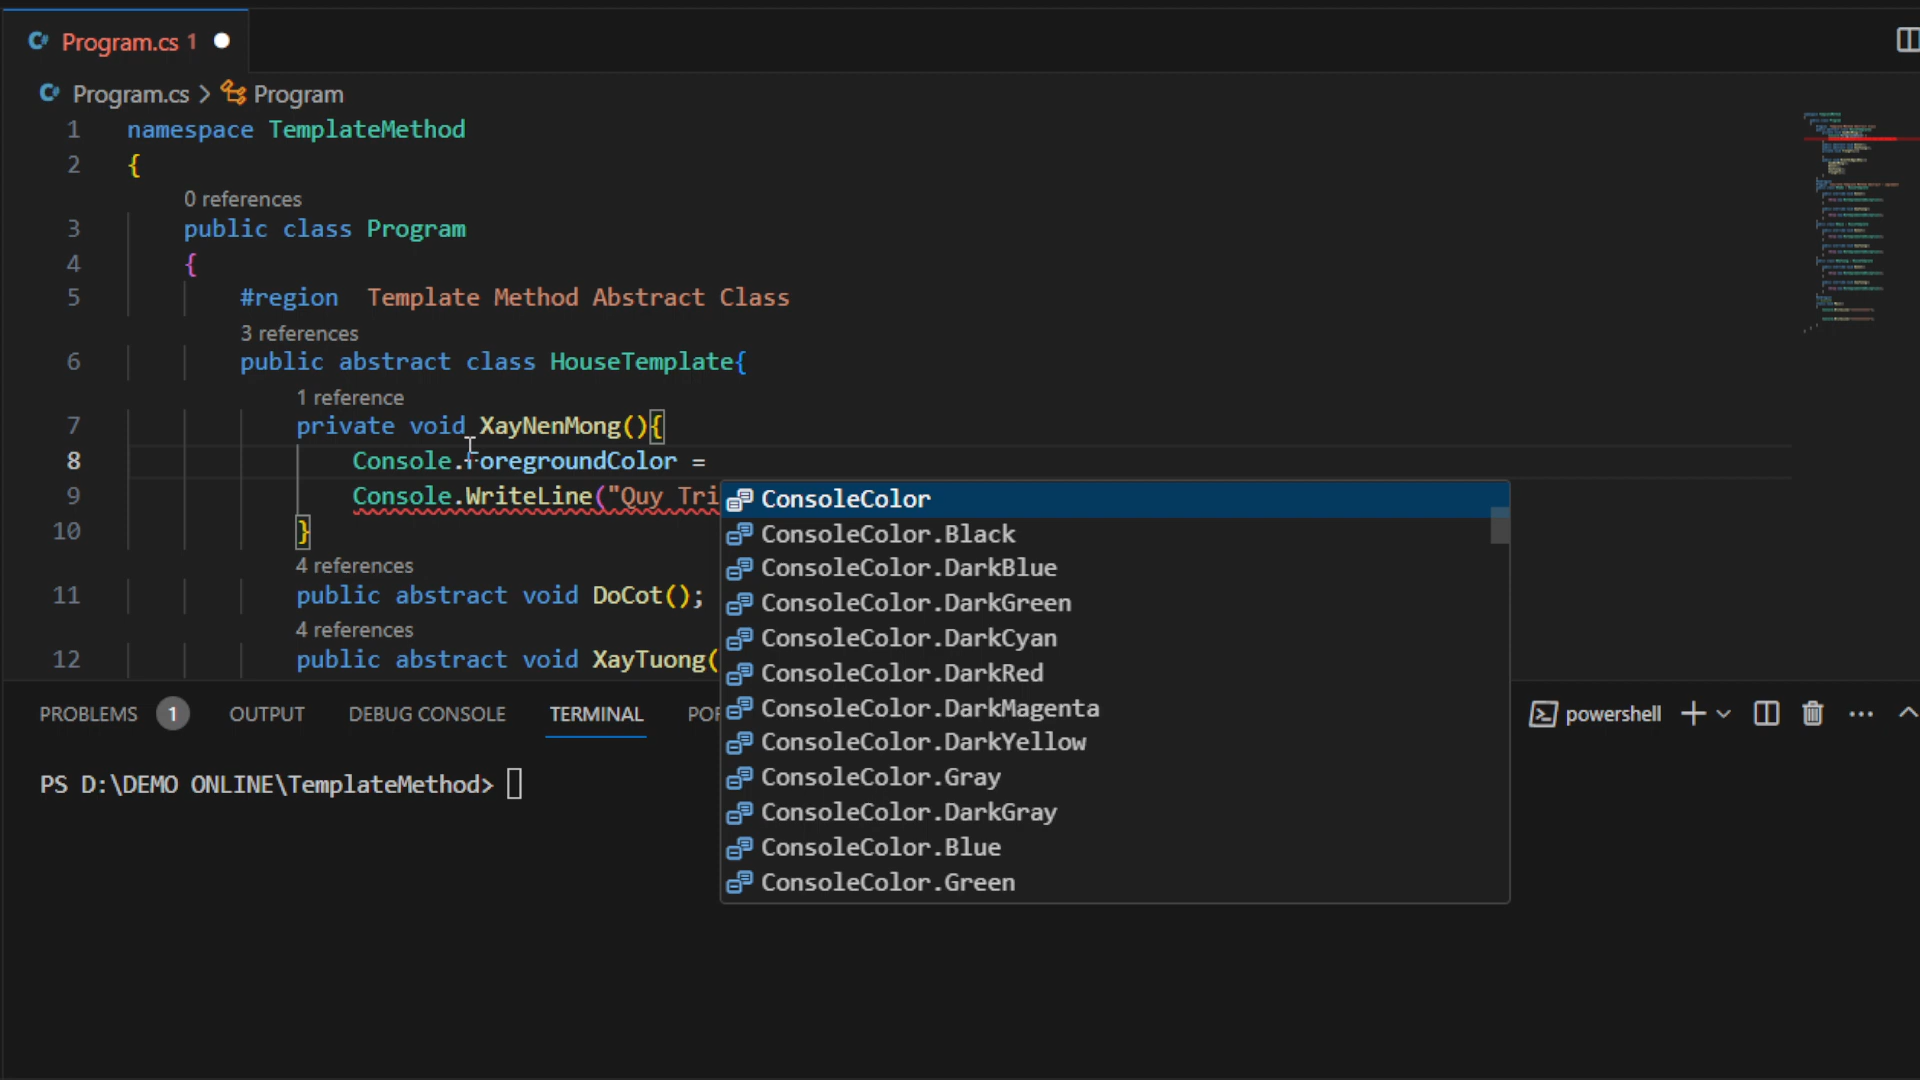 Program.cs 1
Program.cs > Program
1 namespace TemplateMethod
2 {
0 references
3 public class Program
4 {
5 #region Template Method Abstract Class
3 references
6 public abstract class HouseTemplate{
1 reference
7 private void XayNenMong(){
8 Console.ForegroundColor =
9 Console.WriteLine("Quy Tri
10 }
4 references
11 public abstract void DoCot();
4 references
12 public abstract void XayTuong(
ConsoleColor
ConsoleColor.Black
ConsoleColor.DarkBlue
ConsoleColor.DarkGreen
ConsoleColor.DarkCyan
ConsoleColor.DarkRed
ConsoleColor.DarkMagenta
ConsoleColor.DarkYellow
ConsoleColor.Gray
ConsoleColor.DarkGray
ConsoleColor.Blue
ConsoleColor.Green
PROBLEMS 1 OUTPUT DEBUG CONSOLE TERMINAL powershell
PS D:\DEMO ONLINE\TemplateMethod>